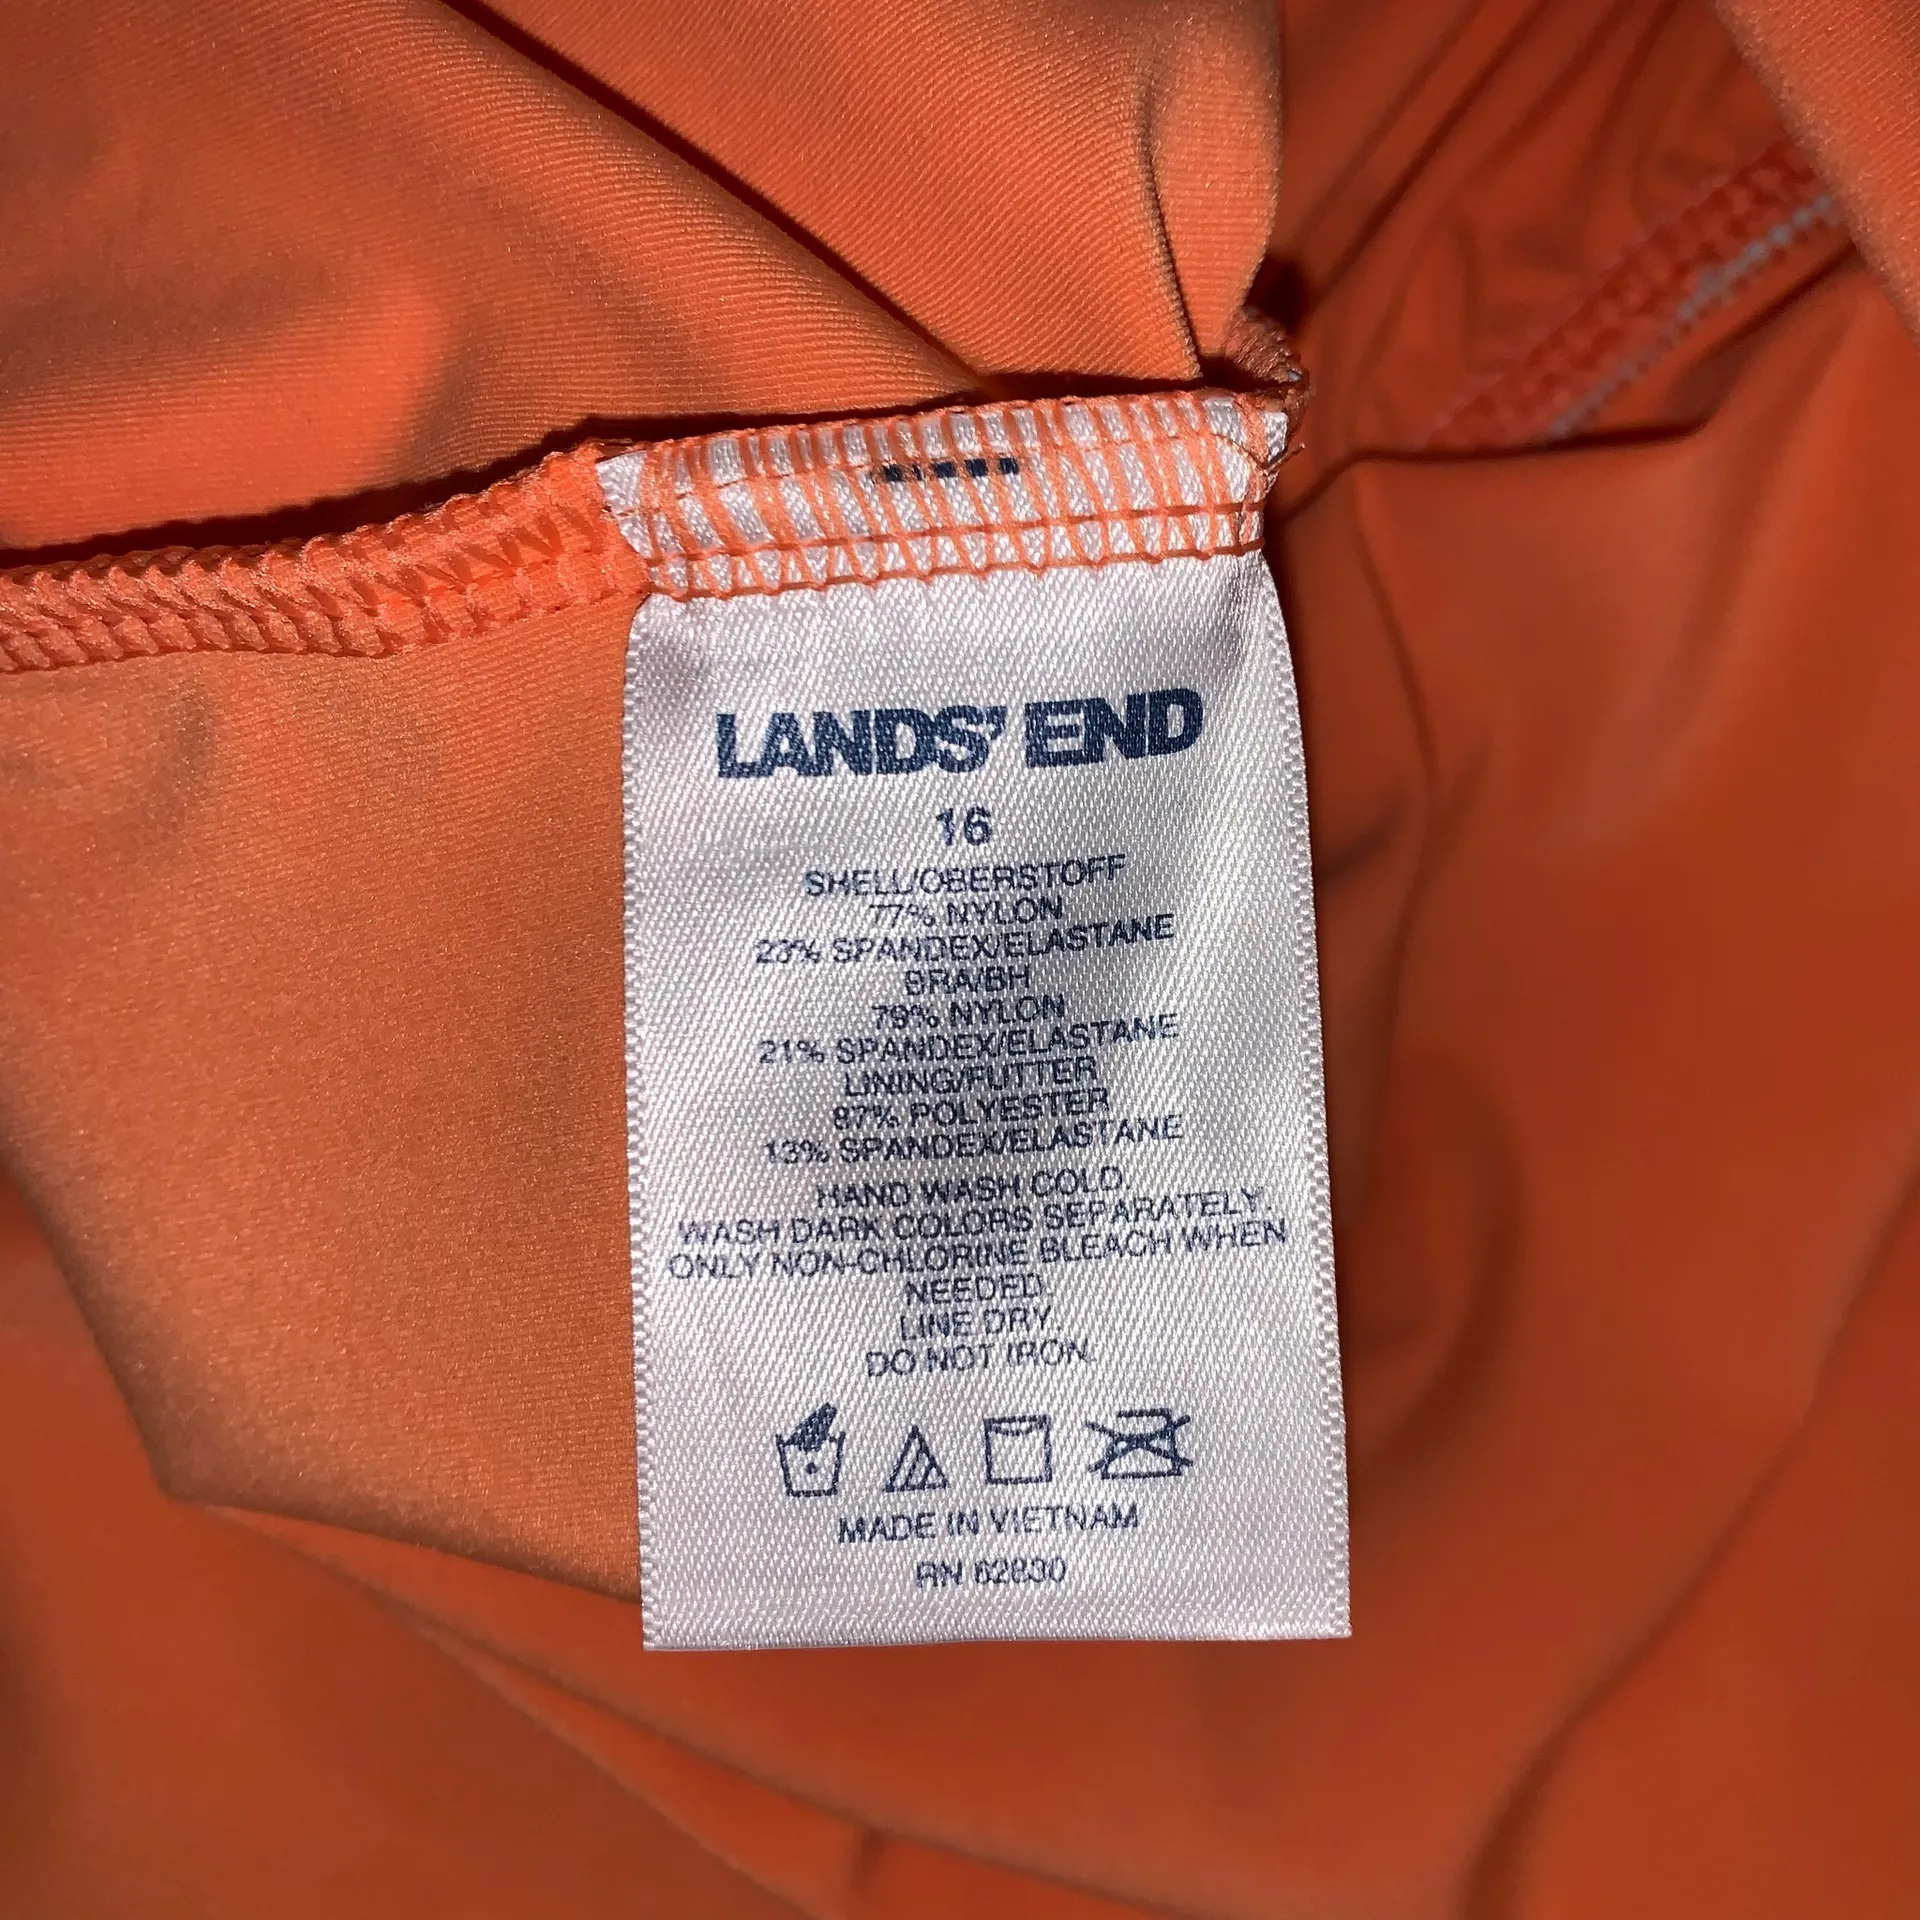 LANDS' END
16
SHELL/OBERSTOFF
77% NYLON
23% SPANDEX/ELASTANE
BRA/BH
79% NYLON
21% SPANDEX/ELASTANE
LINING/FUTTER
87% POLYESTER
13% SPANDEX/ELASTANE
HAND WASH COLD.
WASH DARK COLORS SEPARATELY.
ONLY NON-CHLORINE BLEACH WHEN
NEEDED.
LINE DRY.
DO NOT IRON.
MADE IN VIETNAM
RN 62830